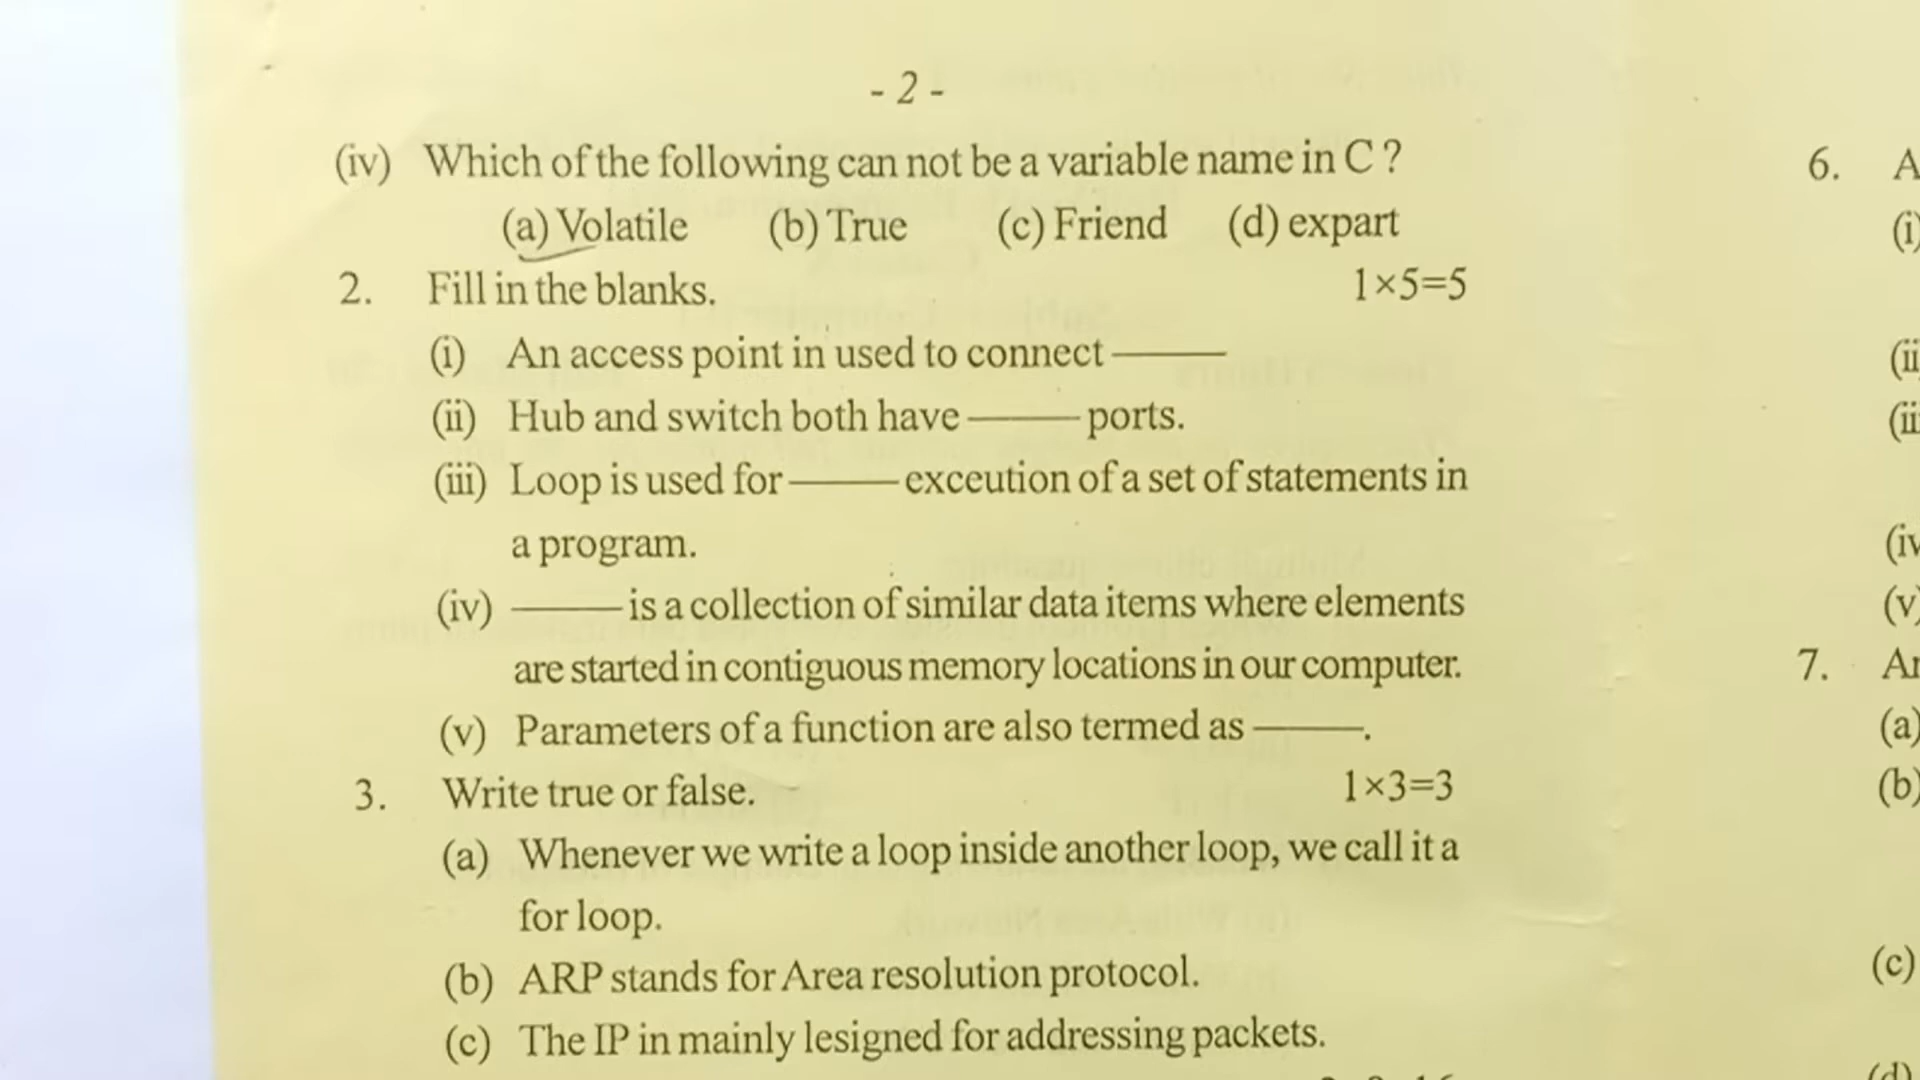 - 2 -
(iv) Which of the following can not be a variable name in C ?
(a) Volatile (b) True (c) Friend (d) expart
2. Fill in the blanks. 1×5=5
(i) An access point in used to connect ———
(ii) Hub and switch both have ——— ports.
(iii) Loop is used for ——— exceution of a set of statements in
a program.
(iv) ——— is a collection of similar data items where elements
are started in contiguous memory locations in our computer.
(v) Parameters of a function are also termed as ———.
3. Write true or false. 1×3=3
(a) Whenever we write a loop inside another loop, we call it a
for loop.
(b) ARP stands for Area resolution protocol.
(c) The IP in mainly lesigned for addressing packets.
6. A
(i)
(ii
(iii
(iv
(v)
7. Ar
(a)
(b)
(c)
(d)